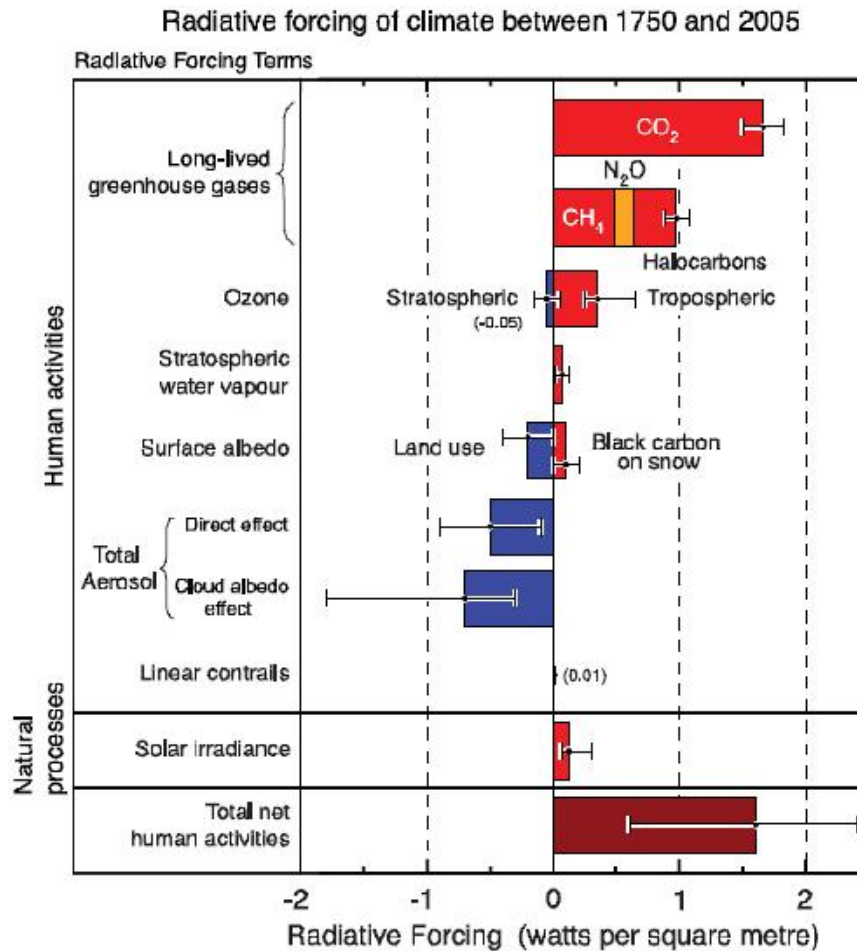 Radiative forcing of climate between 1750 and 2005
Radiative Forcing Terms
Human activities
Long-lived
greenhouse gases
CO₂
N₂O
CH₄
Halocarbons
Ozone
Stratospheric
(-0.05)
Tropospheric
Stratospheric
water vapour
Surface albedo
Land use
Black carbon
on snow
Total
Aerosol
Direct effect
Cloud albedo
effect
Linear contrails
(0.01)
Natural
processes
Solar irradiance
Total net
human activities
-2 -1 0 1 2
Radiative Forcing (watts per square metre)